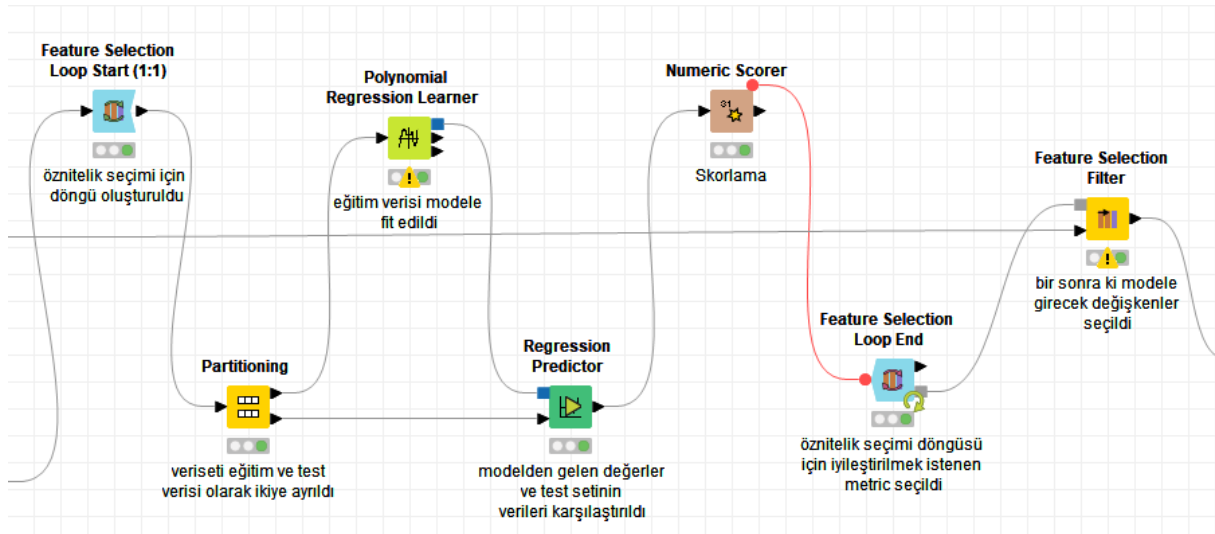 Feature Selection
Loop Start (1:1)
öznitelik seçimi için
döngü oluşturuldu
Polynomial
Regression Learner
eğitim verisi modele
fit edildi
Numeric Scorer
31
Skorlama
Feature Selection
Filter
bir sonra ki modele
girecek değişkenler
seçildi
Partitioning
veriseti eğitim ve test
verisi olarak ikiye ayrıldı
Regression
Predictor
modelden gelen değerler
ve test setinin
verileri karşılaştırıldı
Feature Selection
Loop End
öznitelik seçimi döngüsü
için iyileştirilmek istenen
metric seçildi